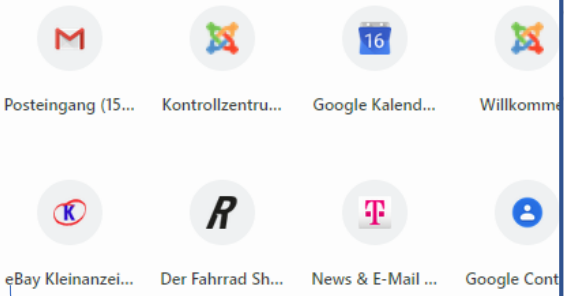 Posteingang (15... Kontrollzentru... Google Kalend... Willkomme
16
K R T
eBay Kleinanzei... Der Fahrrad Sh... News & E-Mail ... Google Cont